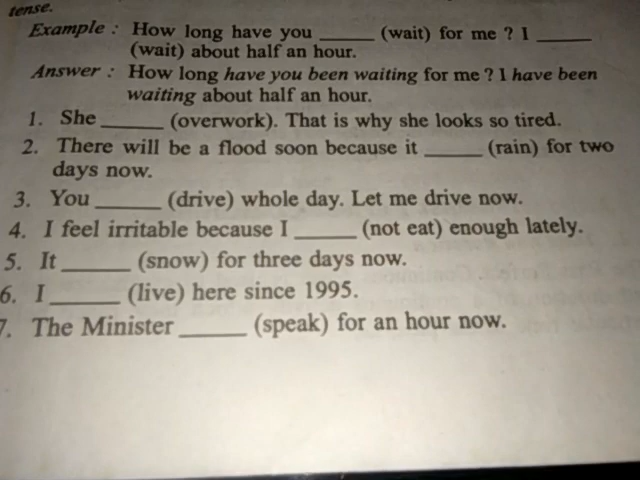 tense.
Example : How long have you _____ (wait) for me ? I _____
(wait) about half an hour.
Answer : How long have you been waiting for me ? I have been
waiting about half an hour.
1. She ______ (overwork). That is why she looks so tired.
2. There will be a flood soon because it _____ (rain) for two
days now.
3. You ______ (drive) whole day. Let me drive now.
4. I feel irritable because I _____ (not eat) enough lately.
5. It ______ (snow) for three days now.
6. I ______ (live) here since 1995.
7. The Minister ______ (speak) for an hour now.